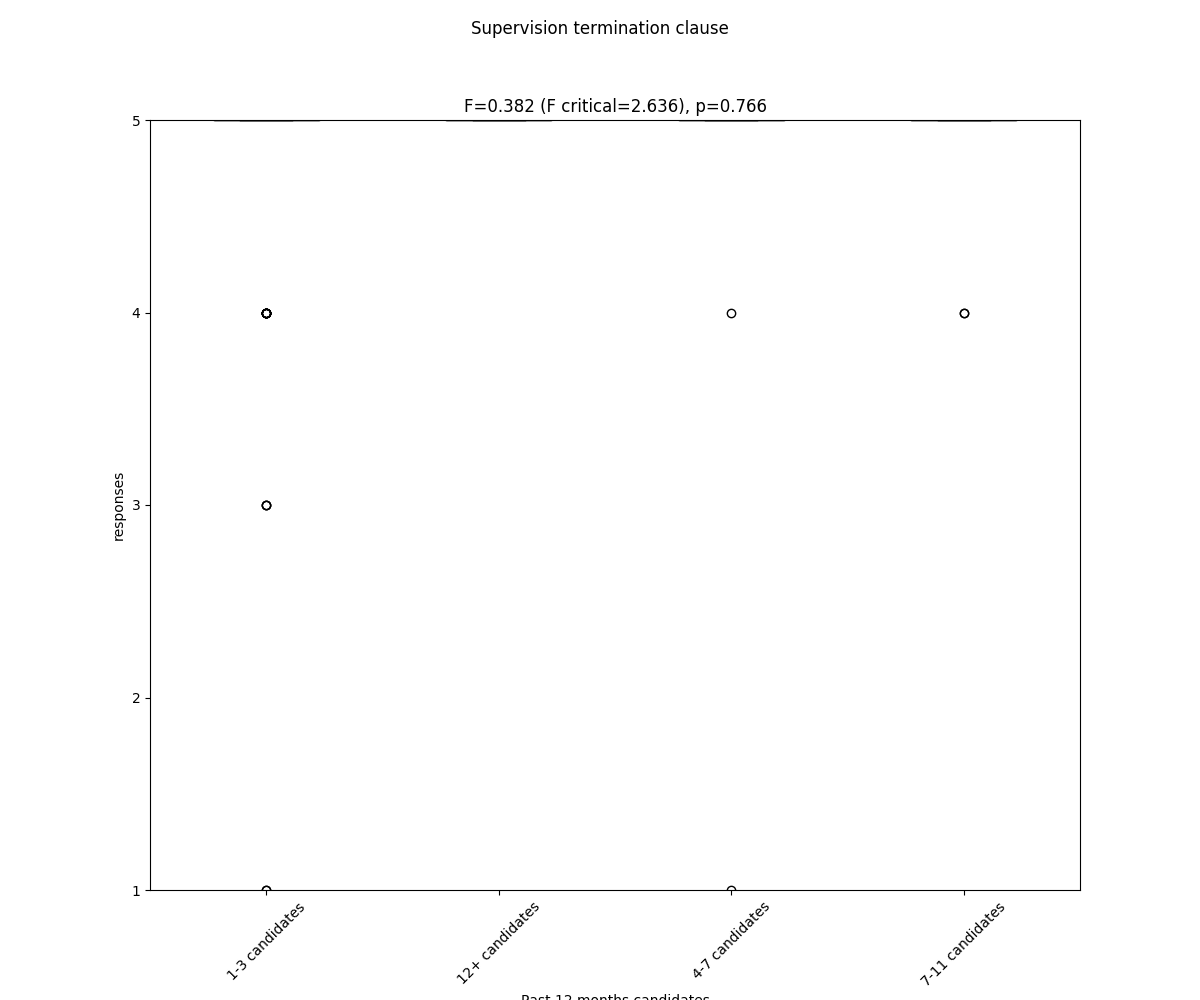 Supervision termination clause
F=0.382 (F critical=2.636), p=0.766
5
4
3
2
1
responses
1-3 candidates
12+ candidates
4-7 candidates
7-11 candidates
Past 12 months candidates